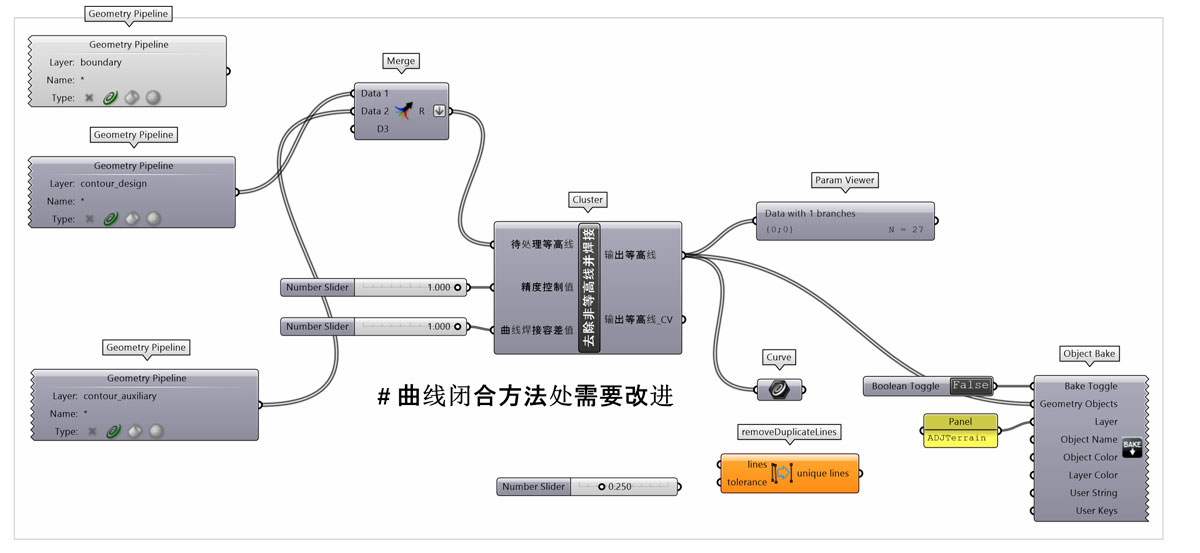 Geometry Pipeline
Geometry Pipeline
Layer: boundary
Name: *
Type:
Geometry Pipeline
Geometry Pipeline
Layer: contour_design
Name: *
Type:
Geometry Pipeline
Geometry Pipeline
Layer: contour_auxiliary
Name: *
Type:
Merge
Data 1
Data 2
D3
R
Number Slider 1.000
Number Slider 1.000
Cluster
待处理等高线
精度控制值
曲线焊接容差值
去除非等高线并焊接
输出等高线
输出等高线_CV
# 曲线闭合方法处需要改进
Param Viewer
Data with 1 branches
{0;0} N = 27
Curve
removeDuplicateLines
lines
tolerance
unique lines
Number Slider 0.250
Boolean Toggle False
Panel
ADJTerrain
Object Bake
Bake Toggle
Geometry Objects
Layer
Object Name
Object Color
Layer Color
User String
User Keys
BAKE